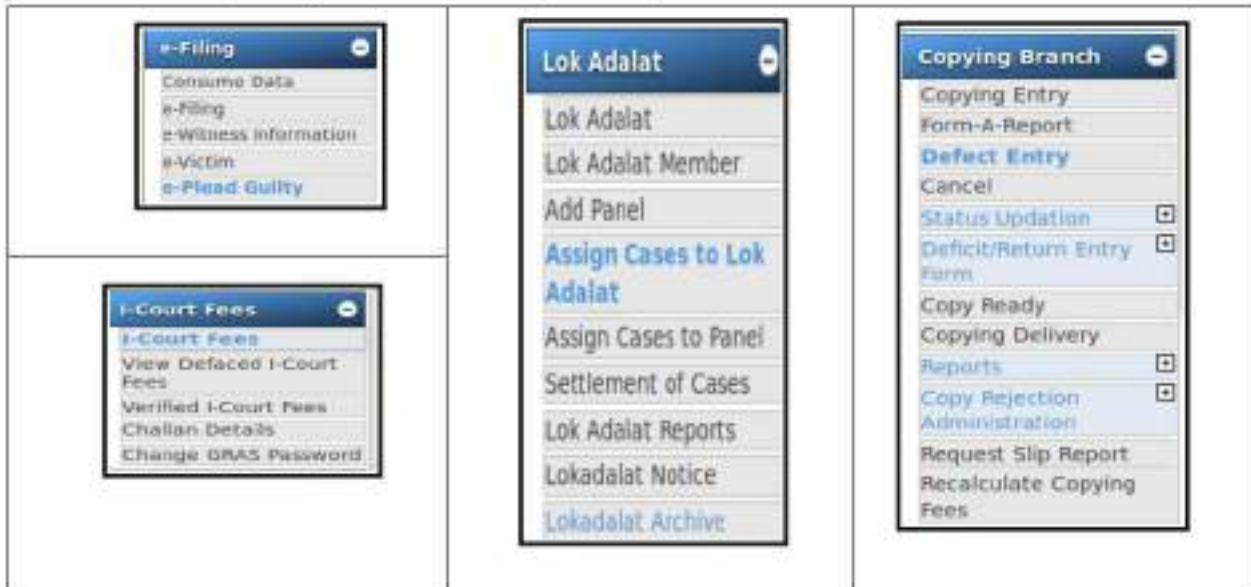 e-Filing
Consume Data
e-filing
e-Witness Information
e-Victim
e-Plead Guilty
I-Court Fees
I-Court Fees
View Defaced I-Court
Fees
Verified I-Court Fees
Challan Details
Change GRAS Password
Lok Adalat
Lok Adalat
Lok Adalat Member
Add Panel
Assign Cases to Lok
Adalat
Assign Cases to Panel
Settlement of Cases
Lok Adalat Reports
Lokadalat Notice
Lokadalat Archive
Copying Branch
Copying Entry
Form-A-Report
Defect Entry
Cancel
Status Updation
Deficit/Return Entry
Form
Copy Ready
Copying Delivery
Reports
Copy Rejection
Administration
Request Slip Report
Recalculate Copying
Fees